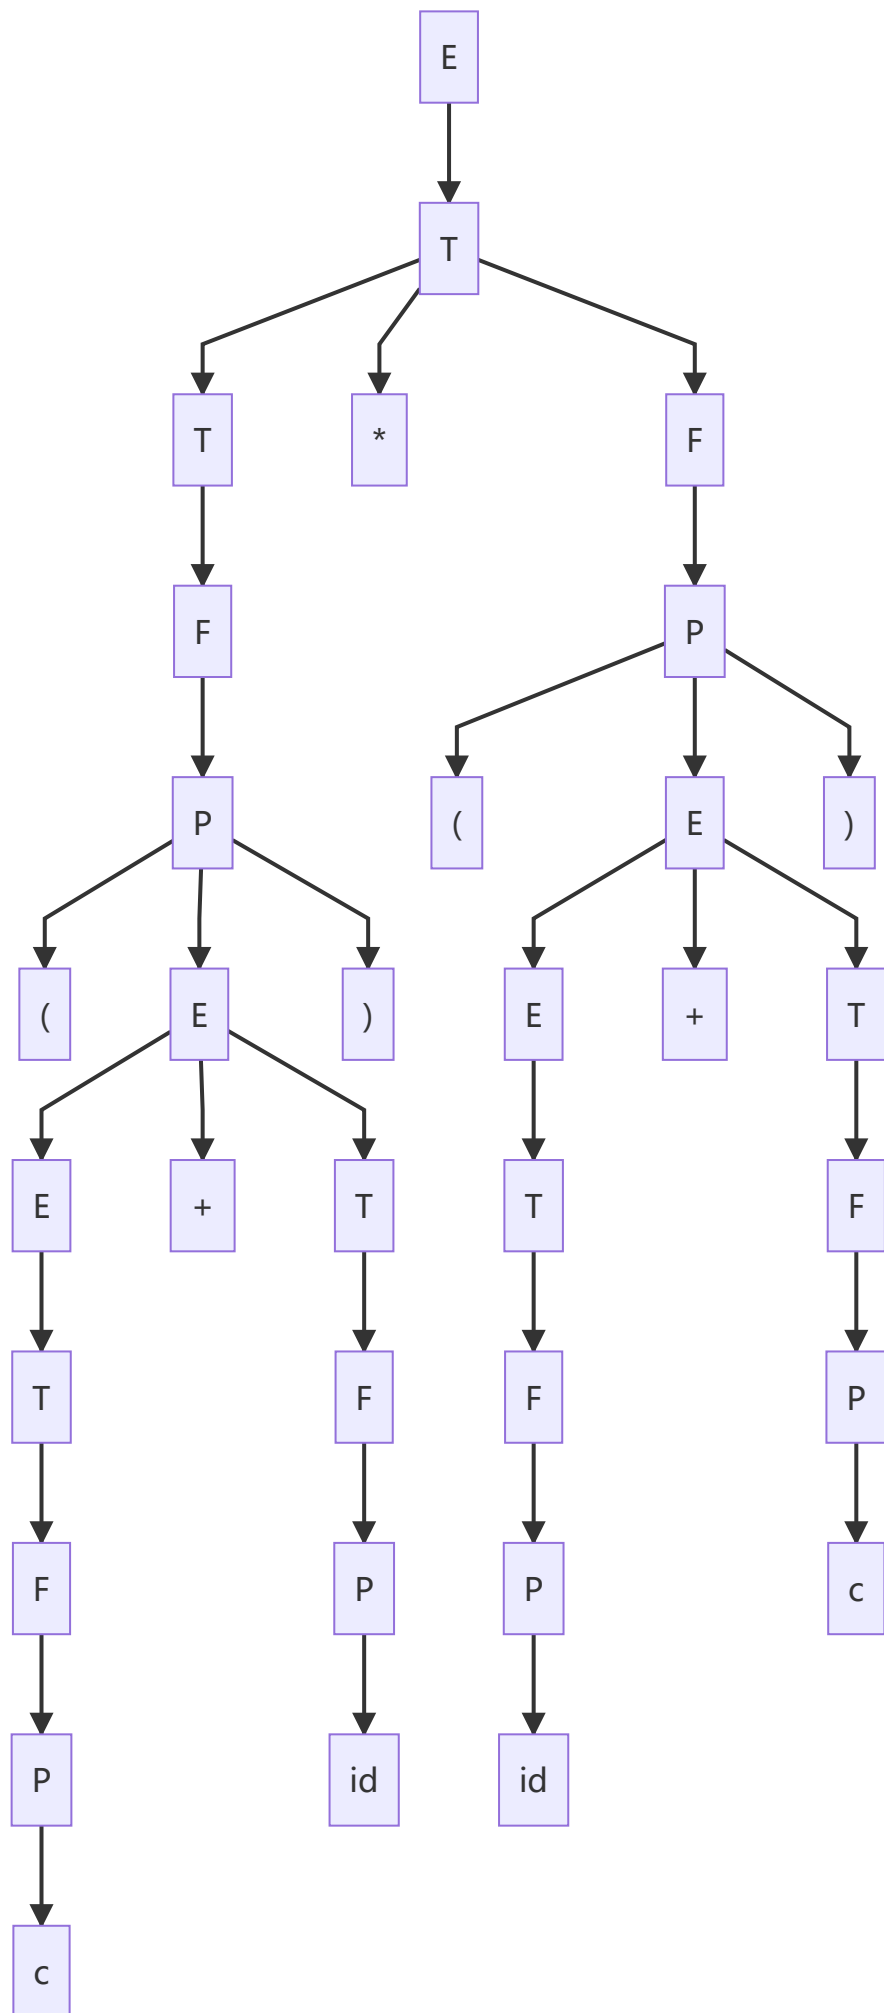 E
T
T * F
F P
P ( E )
( E ) E + T
E + T T F
T F F P
F P P c
P id id
c